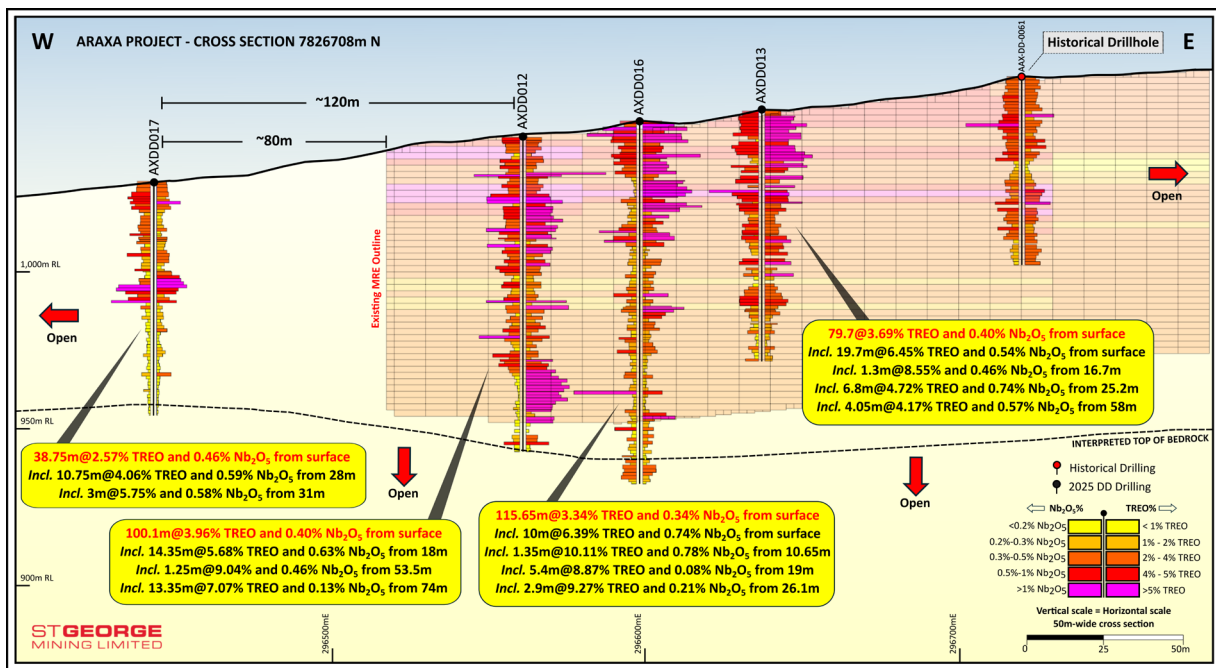 W
ARAXA PROJECT - CROSS SECTION 7826708m N
E
Historical Drillhole
AXDD017
AXDD012
AXDD016
AXDD013
AAX-DD-0061
~120m
~80m
Existing MRE Outline
1,000m RL
950m RL
900m RL
Open
Open
Open
Open
INTERPRETED TOP OF BEDROCK
38.75m@2.57% TREO and 0.46% Nb₂O₅ from surface
Incl. 10.75m@4.06% TREO and 0.59% Nb₂O₅ from 28m
Incl. 3m@5.75% and 0.58% Nb₂O₅ from 31m
100.1m@3.96% TREO and 0.40% Nb₂O₅ from surface
Incl. 14.35m@5.68% TREO and 0.63% Nb₂O₅ from 18m
Incl. 1.25m@9.04 and 0.46% Nb₂O₅ from 53.5m
Incl. 13.35m@7.07% TREO and 0.13% Nb₂O₅ from 74m
115.65m@3.34% TREO and 0.34% Nb₂O₅ from surface
Incl. 10m@6.39% TREO and 0.74% Nb₂O₅ from surface
Incl. 1.35m@10.11% TREO and 0.78% Nb₂O₅ from 10.65m
Incl. 5.4m@8.87% TREO and 0.08% Nb₂O₅ from 19m
Incl. 2.9m@9.27% TREO and 0.21% Nb₂O₅ from 26.1m
79.7@3.69% TREO and 0.40% Nb₂O₅ from surface
Incl. 19.7m@6.45% TREO and 0.54% Nb₂O₅ from surface
Incl. 1.3m@8.55% and 0.46% Nb₂O₅ from 16.7m
Incl. 6.8m@4.72% TREO and 0.74% Nb₂O₅ from 25.2m
Incl. 4.05m@4.17% TREO and 0.57% Nb₂O₅ from 58m
Historical Drilling
2025 DD Drilling
Nb₂O₅% TREO%
<0.2% Nb₂O₅ < 1% TREO
0.2%-0.3% Nb₂O₅ 1% - 2% TREO
0.3%-0.5% Nb₂O₅ 2% - 4% TREO
0.5%-1% Nb₂O₅ 4% - 5% TREO
>1% Nb₂O₅ >5% TREO
Vertical scale = Horizontal scale
50m-wide cross section
0 25 50m
296500mE
296600mE
296700mE
ST GEORGE
MINING LIMITED